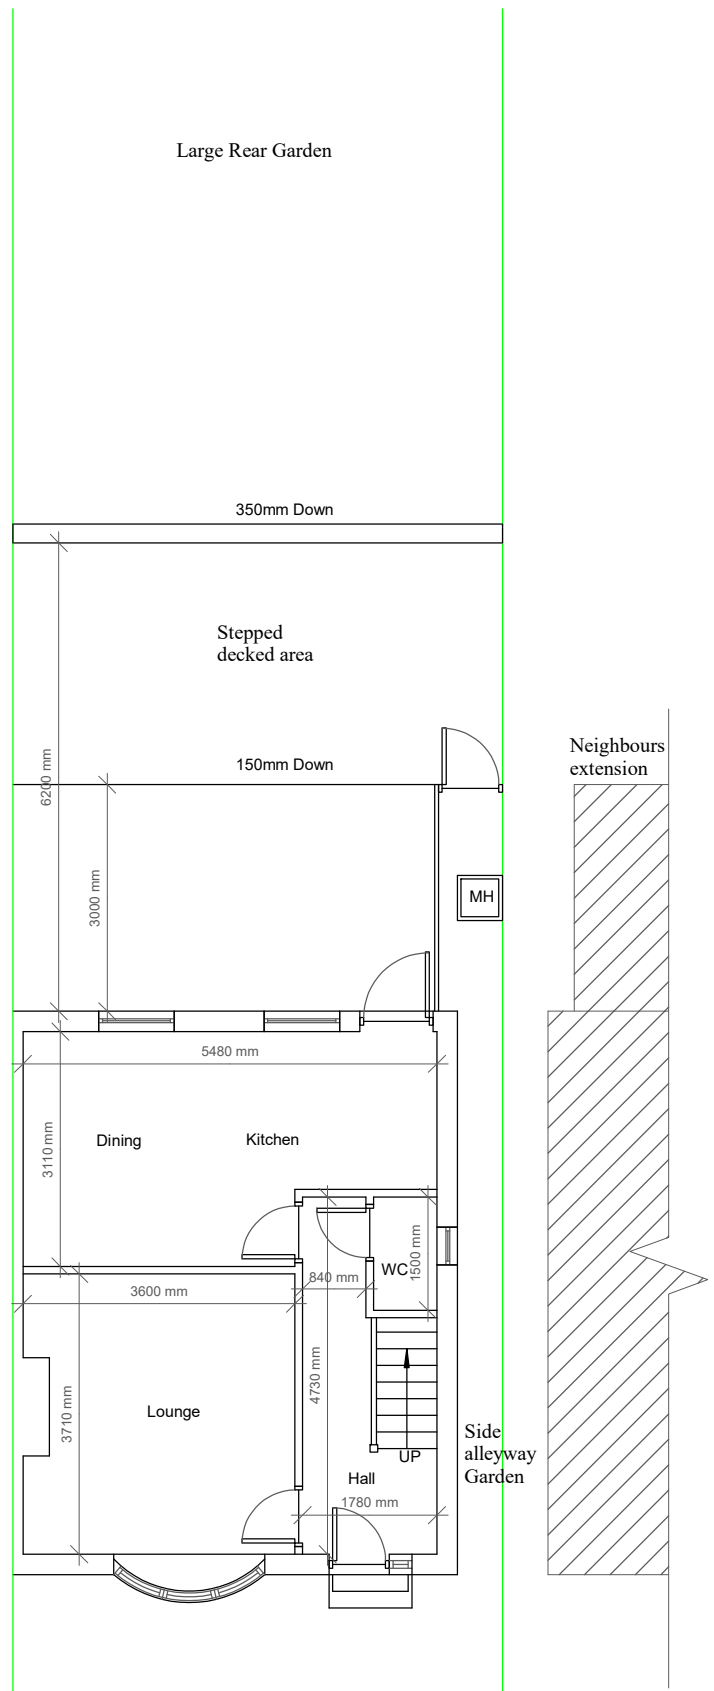 Large Rear Garden
350mm Down
Stepped
decked area
Neighbours
extension
150mm Down
6200 mm
3000 mm
MH
5480 mm
3110 mm
Dining
Kitchen
WC
1500 mm
840 mm
3600 mm
4730 mm
3710 mm
Lounge
UP
Side
alleyway
Garden
Hall
1780 mm